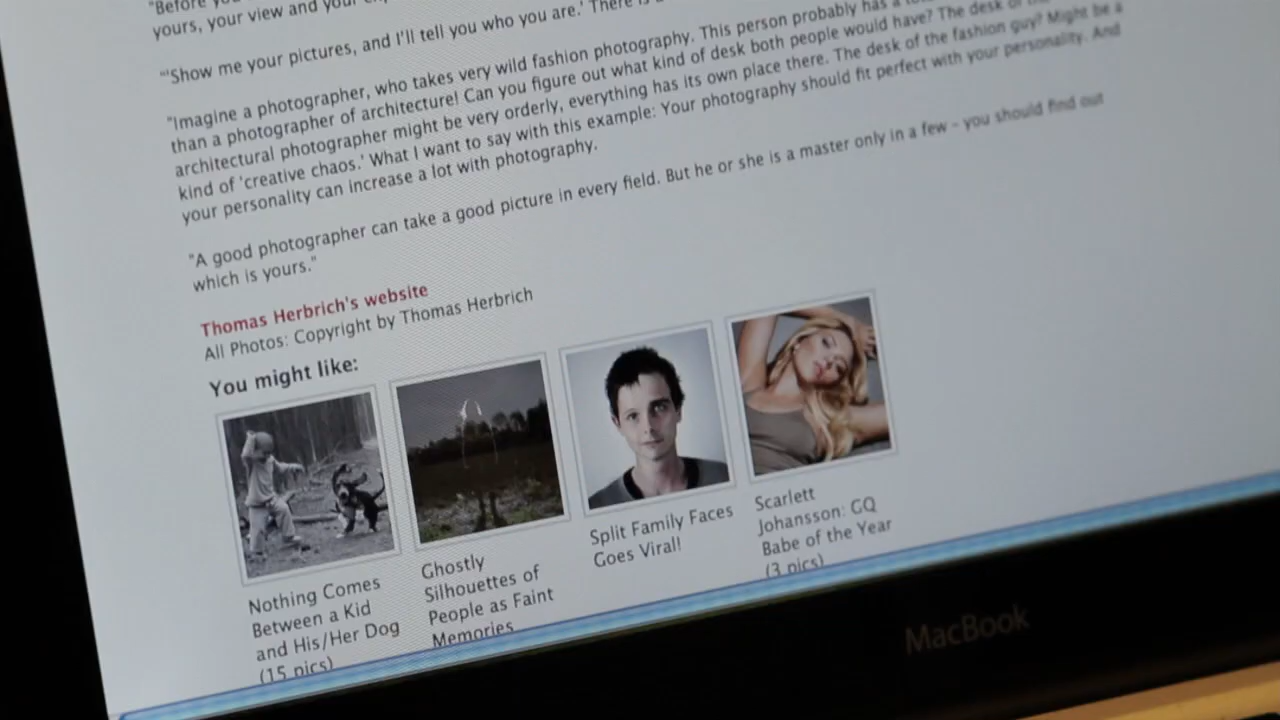 "Before you
yours, your view and your
"'Show me your pictures, and I'll tell you who you are.' There is
"Imagine a photographer, who takes very wild fashion photography. This person probably has a
than a photographer of architecture! Can you figure out what kind of desk both people would have? The desk of
architectural photographer might be very orderly, everything has its own place there. The desk of the fashion guy? Might be a
kind of 'creative chaos.' What I want to say with this example: Your photography should fit perfect with your personality. And
your personality can increase a lot with photography.
"A good photographer can take a good picture in every field. But he or she is a master only in a few – you should find out
which is yours."
Thomas Herbrich's website
All Photos: Copyright by Thomas Herbrich
You might like:
Nothing Comes
Between a Kid
and His/Her Dog
(15 pics)
Ghostly
Silhouettes of
People as Faint
Memories
Split Family Faces
Goes Viral!
Scarlett
Johansson: GQ
Babe of the Year
(3 pics)
MacBook